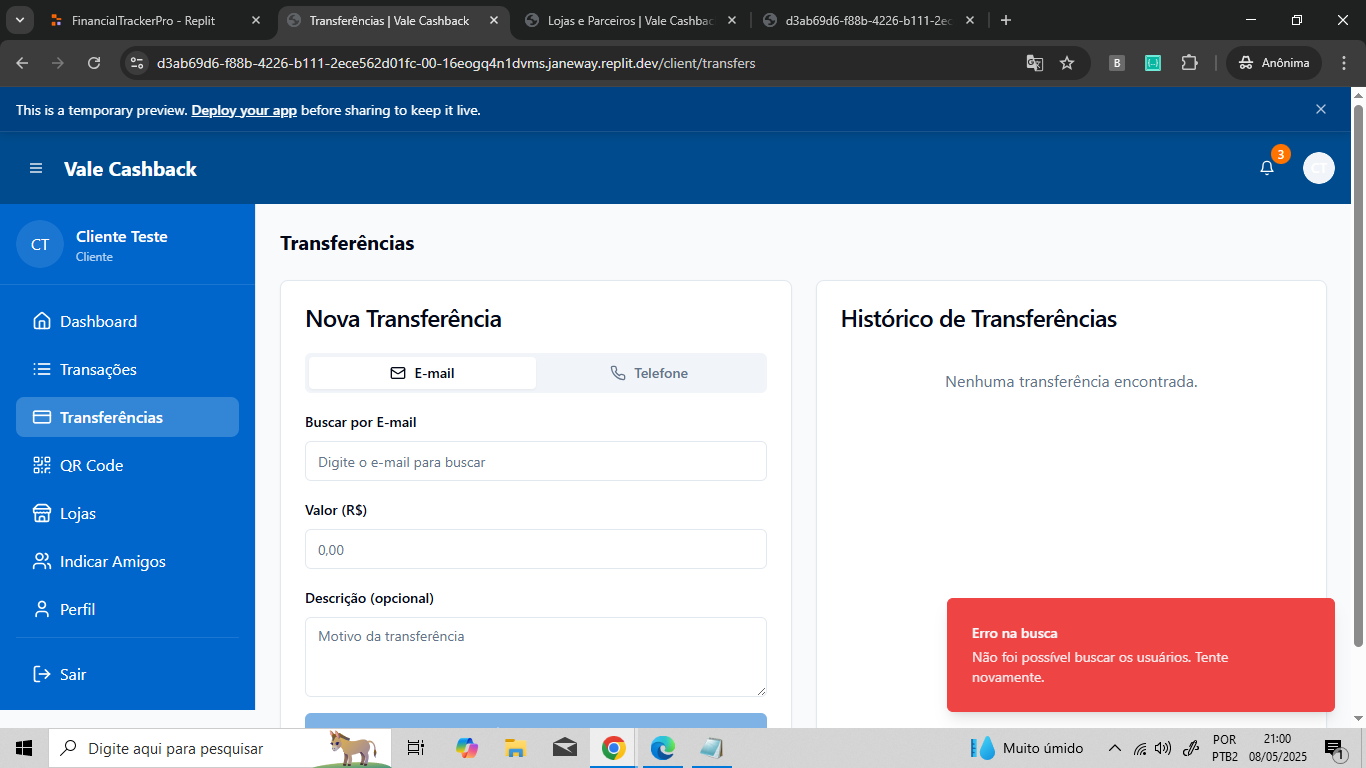 FinancialTrackerPro - Replit
Transferências | Vale Cashback
Lojas e Parceiros | Vale Cashbac
d3ab69d6-f88b-4226-b111-2ec
d3ab69d6-f88b-4226-b111-2ece562d01fc-00-16eogq4n1dvms.janeway.replit.dev/client/transfers
B
Anônima
This is a temporary preview. Deploy your app before sharing to keep it live.
Vale Cashback
3
CT
CT
Cliente Teste
Cliente
Dashboard
Transações
Transferências
QR Code
Lojas
Indicar Amigos
Perfil
Sair
Transferências
Nova Transferência
E-mail
Telefone
Buscar por E-mail
Digite o e-mail para buscar
Valor (R$)
0,00
Descrição (opcional)
Motivo da transferência
Histórico de Transferências
Nenhuma transferência encontrada.
Erro na busca
Não foi possível buscar os usuários. Tente
novamente.
Digite aqui para pesquisar
Muito úmido
POR
PTB2
21:00
08/05/2025
1